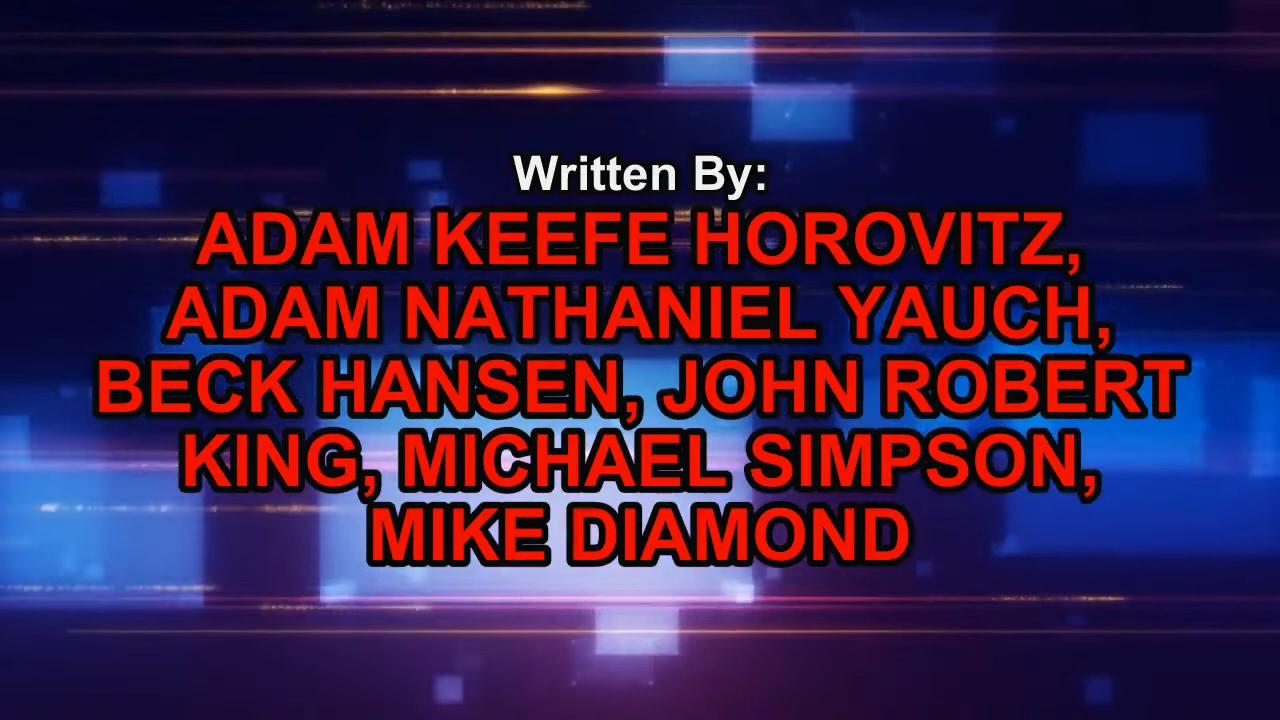 Written By:
ADAM KEEFE HOROVITZ,
ADAM NATHANIEL YAUCH,
BECK HANSEN, JOHN ROBERT
KING, MICHAEL SIMPSON,
MIKE DIAMOND